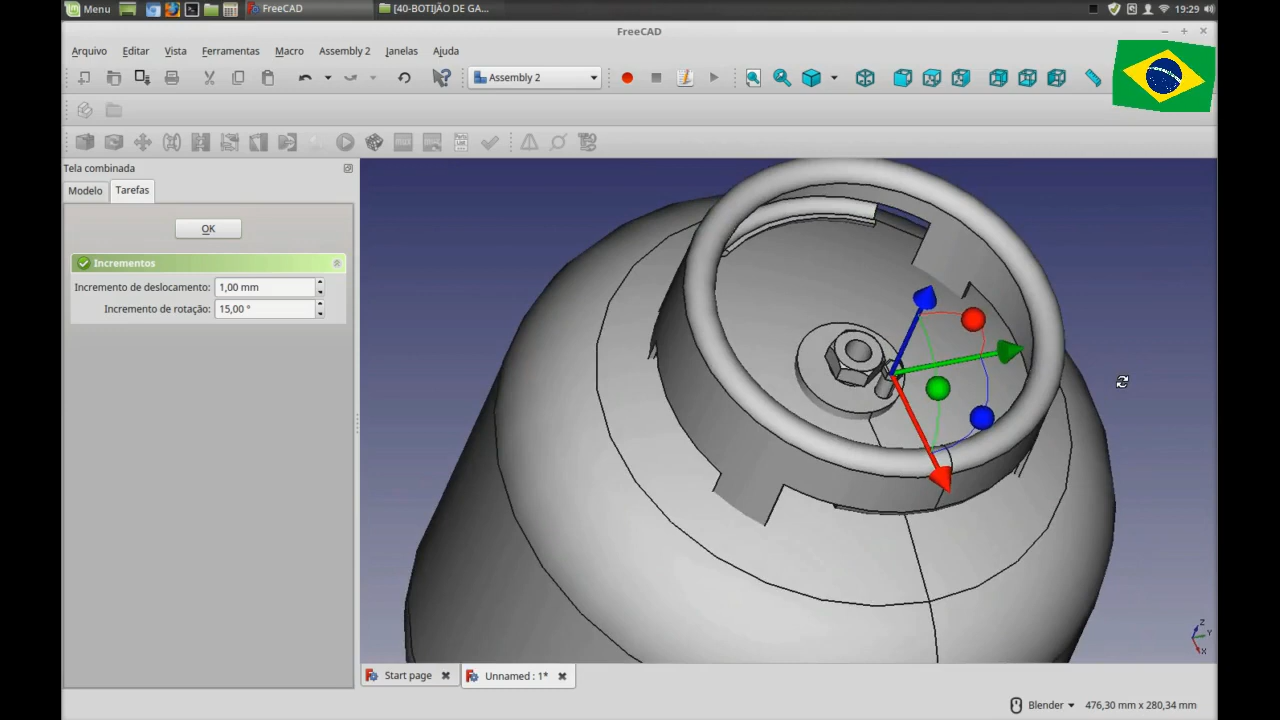 Menu
FreeCAD
[40-BOTIJÃO DE GA...
19:29
FreeCAD
Arquivo Editar Vista Ferramentas Macro Assembly 2 Janelas Ajuda
Assembly 2
Tela combinada
Modelo Tarefas
OK
Incrementos
Incremento de deslocamento: 1,00 mm
Incremento de rotação: 15,00 °
Z
Y
X
Start page
Unnamed : 1*
Blender 476,30 mm x 280,34 mm